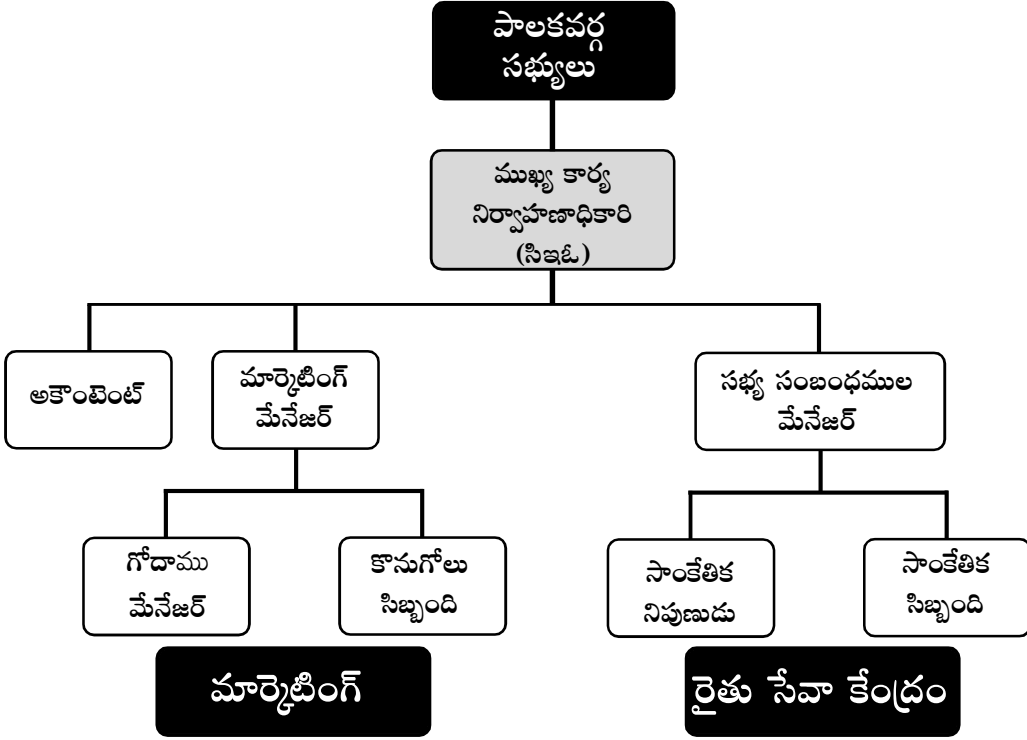 పాలకవర్గ
సభ్యులు
ముఖ్య కార్య
నిర్వాహణాధికారి
(సిఇఓ)
అకౌంటెంట్
మార్కెటింగ్
మేనేజర్
సభ్య సంబంధముల
మేనేజర్
గోదాము
మేనేజర్
కొనుగోలు
సిబ్బంది
సాంకేతిక
నిపుణుడు
సాంకేతిక
సిబ్బంది
మార్కెటింగ్
రైతు సేవా కేంద్రం